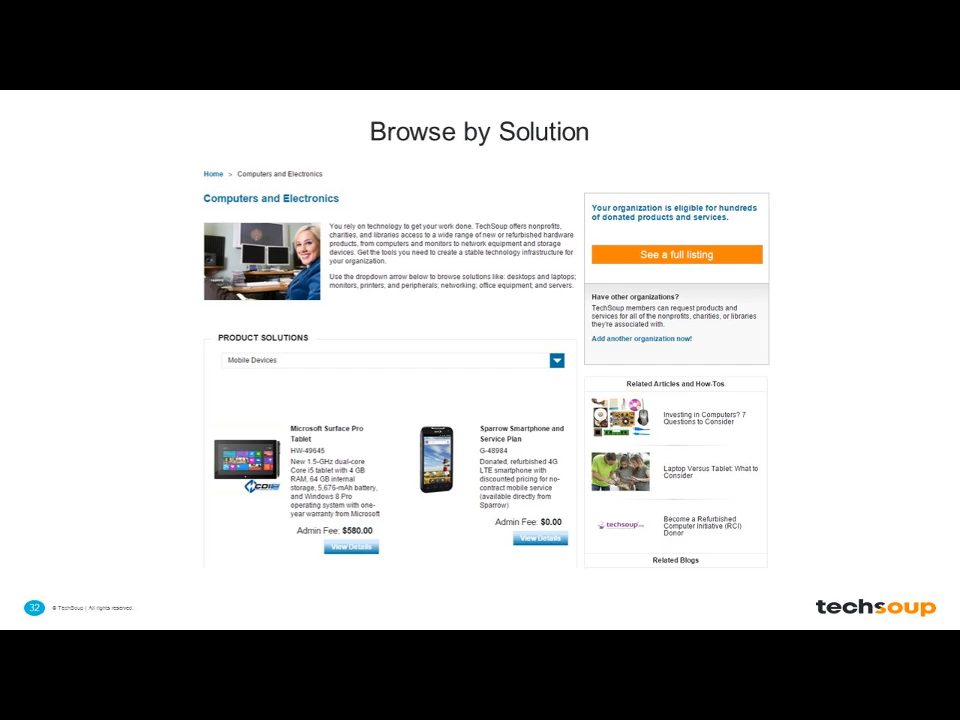 Browse by Solution
Home > Computers and Electronics
Computers and Electronics
You rely on technology to get your work done. TechSoup offers nonprofits,
charities, and libraries access to a wide range of new or refurbished hardware
products, from computers and monitors to network equipment and storage
devices. Get the tools you need to create a stable technology infrastructure for
your organization.
Use the dropdown arrow below to browse solutions like: desktops and laptops;
monitors, printers, and peripherals; networking; office equipment; and servers.
Your organization is eligible for hundreds
of donated products and services.
See a full listing
Have other organizations?
TechSoup members can request products and
services for all of the nonprofits, charities, or libraries
they're associated with.
Add another organization now!
PRODUCT SOLUTIONS
Mobile Devices
Microsoft Surface Pro
Tablet
HW-49645
New 1.5-GHz dual-core
Core i5 tablet with 4 GB
RAM, 64 GB internal
storage, 5,676-mAh battery,
and Windows 8 Pro
operating system with one-
year warranty from Microsoft
Admin Fee: $580.00
View Details
Sparrow Smartphone and
Service Plan
G-48984
Donated, refurbished 4G
LTE smartphone with
discounted pricing for no-
contract mobile service
(available directly from
Sparrow)
Admin Fee: $0.00
View Details
Related Articles and How-Tos
Investing in Computers? 7
Questions to Consider
Laptop Versus Tablet: What to
Consider
techsoup
Become a Refurbished
Computer Initiative (RCI)
Donor
Related Blogs
32
© TechSoup | All rights reserved.
techsoup